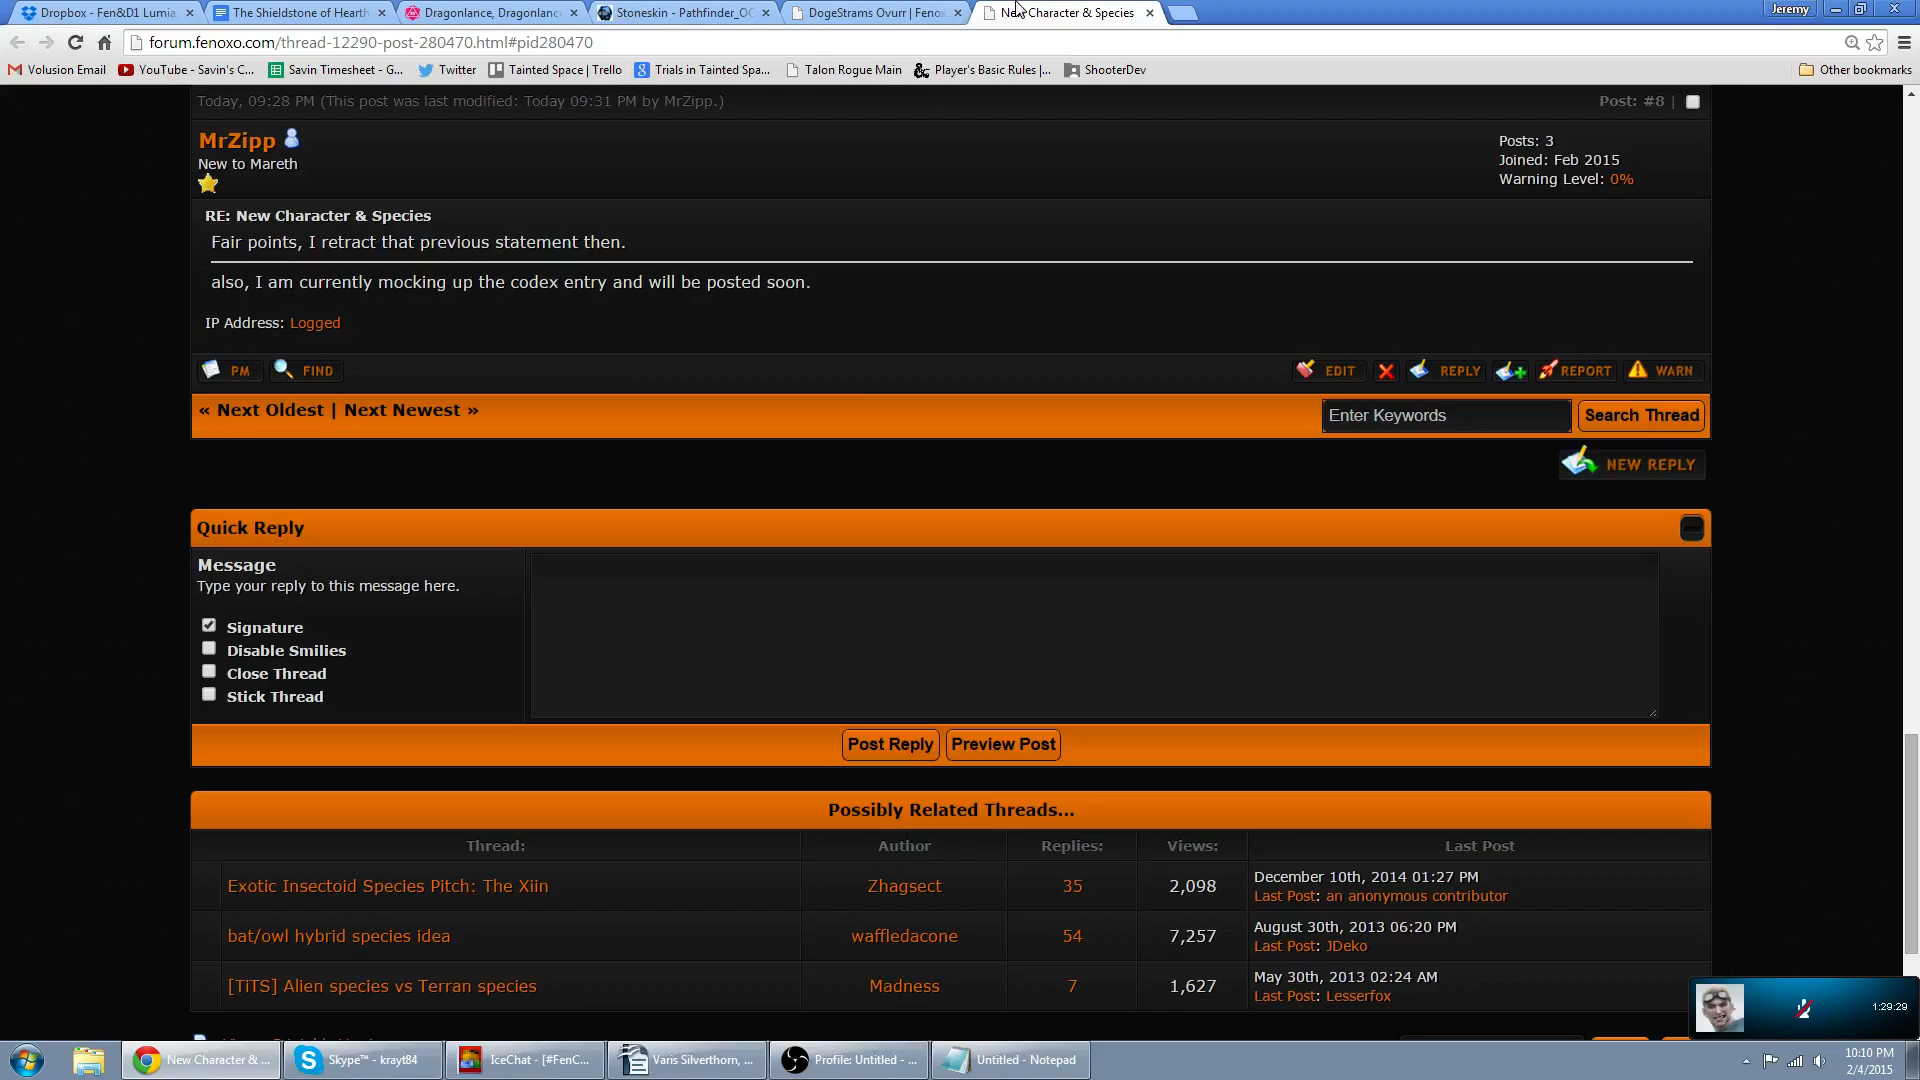 Dropbox - Fen&D1 Lumia
The Shieldstone of Hearth
Dragonlance, Dragonlanc
Stoneskin - Pathfinder_OG
DogeStrams Ovurr | Fenox
New Character & Species
Jeremy
forum.fenoxo.com/thread-12290-post-280470.html#pid280470
Volusion Email
YouTube - Savin's C...
Savin Timesheet - G...
Twitter
Tainted Space | Trello
Trials in Tainted Spa...
Talon Rogue Main
Player's Basic Rules |...
ShooterDev
Other bookmarks
Today, 09:28 PM (This post was last modified: Today 09:31 PM by MrZipp.)
Post: #8 |
MrZipp
New to Mareth
Posts: 3
Joined: Feb 2015
Warning Level: 0%
RE: New Character & Species
Fair points, I retract that previous statement then.
also, I am currently mocking up the codex entry and will be posted soon.
IP Address: Logged
PM
FIND
EDIT
REPLY
REPORT
WARN
« Next Oldest | Next Newest »
Enter Keywords
Search Thread
NEW REPLY
Quick Reply
Message
Type your reply to this message here.
Signature
Disable Smilies
Close Thread
Stick Thread
Post Reply
Preview Post
Possibly Related Threads...
Thread: Author Replies: Views: Last Post
Exotic Insectoid Species Pitch: The Xiin Zhagsect 35 2,098 December 10th, 2014 01:27 PM
Last Post: an anonymous contributor
bat/owl hybrid species idea waffledacone 54 7,257 August 30th, 2013 06:20 PM
Last Post: JDeko
[TiTS] Alien species vs Terran species Madness 7 1,627 May 30th, 2013 02:24 AM
Last Post: Lesserfox
1:29:29
New Character & ...
Skype™ - krayt84
IceChat - [#FenC...
Varis Silverthorn, ...
Profile: Untitled - ...
Untitled - Notepad
10:10 PM
2/4/2015